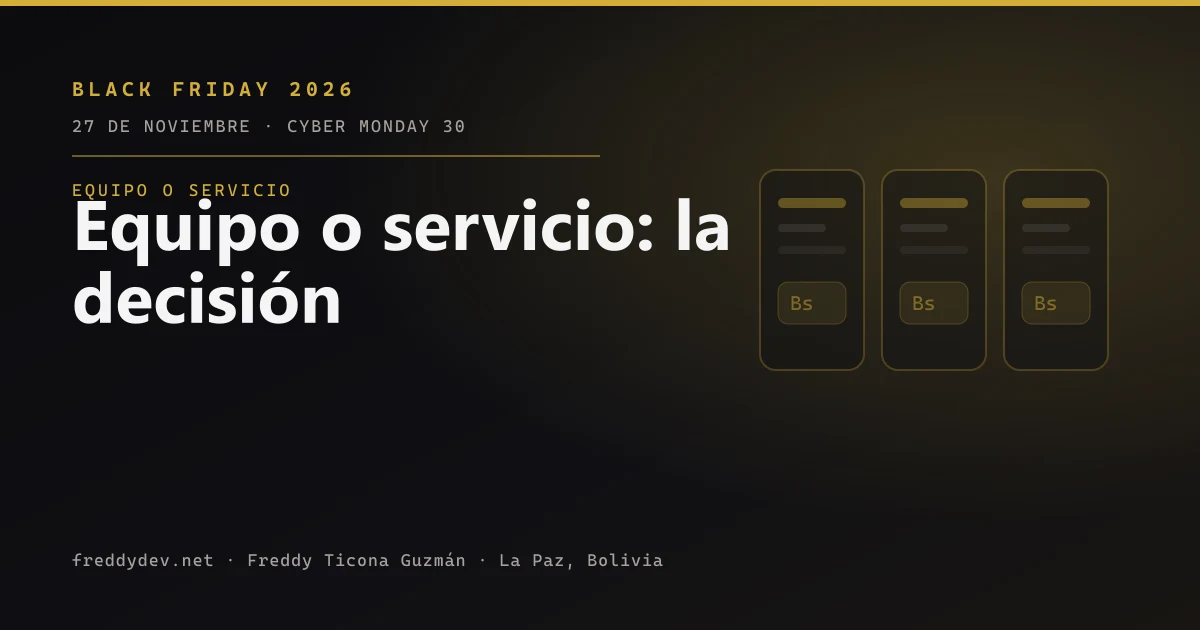 BLACK FRIDAY 2026
27 DE NOVIEMBRE · CYBER MONDAY 30
EQUIPO O SERVICIO
Equipo o servicio: la
decisión
Bs
Bs
Bs
freddydev.net · Freddy Ticona Guzmán · La Paz, Bolivia